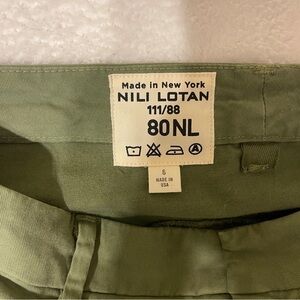 Made in New York
NILI LOTAN
111/88
80NL
A
6
MADE IN
USA